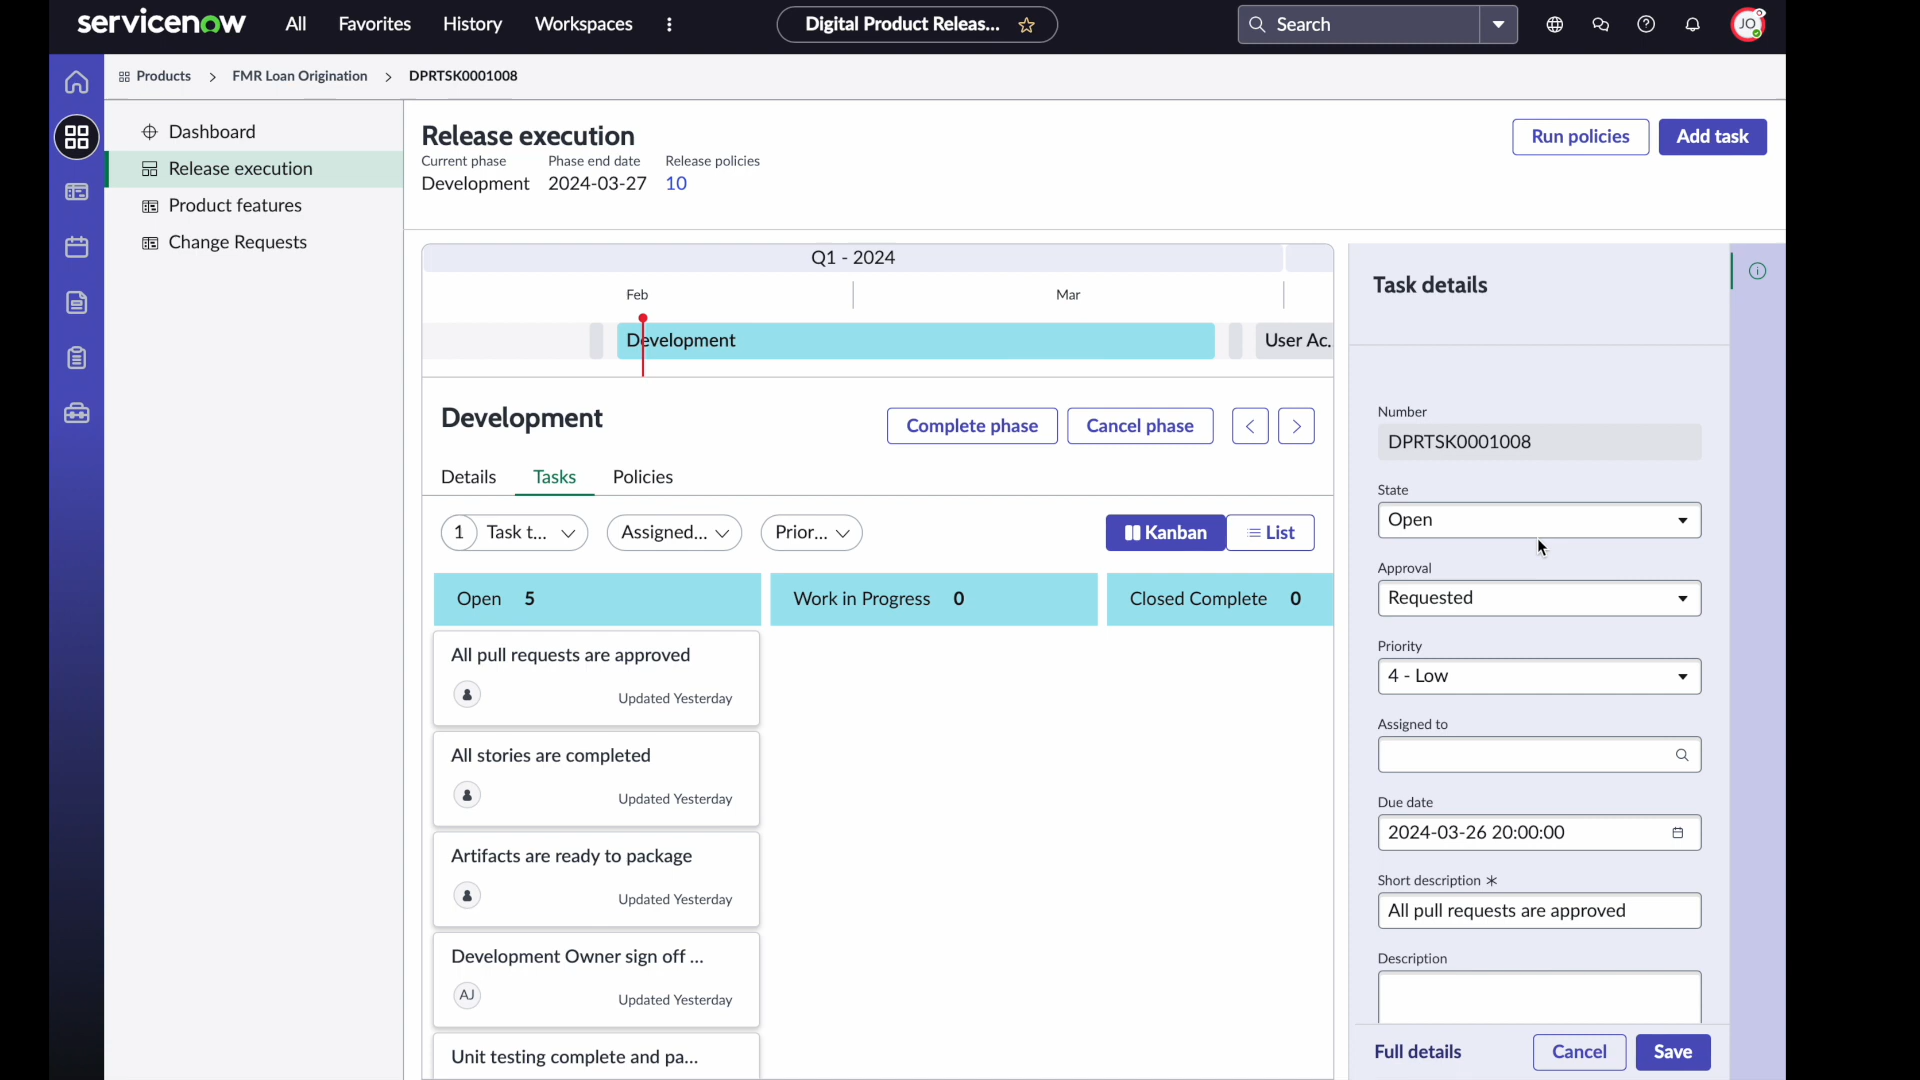 servicenow All Favorites History Workspaces Digital Product Releas... Search JO
Products > FMR Loan Origination > DPRTSK0001008
Dashboard
Release execution
Product features
Change Requests
Release execution
Current phase Phase end date Release policies
Development 2024-03-27 10
Run policies Add task
Q1 - 2024
Feb Mar
Development User Ac.
Development
Complete phase Cancel phase
Details Tasks Policies
1 Task t... Assigned... Prior... Kanban List
Open 5 Work in Progress 0 Closed Complete 0
All pull requests are approved
Updated Yesterday
All stories are completed
Updated Yesterday
Artifacts are ready to package
Updated Yesterday
Development Owner sign off ...
AJ Updated Yesterday
Unit testing complete and pa...
Task details
Number
DPRTSK0001008
State
Open
Approval
Requested
Priority
4 - Low
Assigned to
Due date
2024-03-26 20:00:00
Short description *
All pull requests are approved
Description
Full details Cancel Save